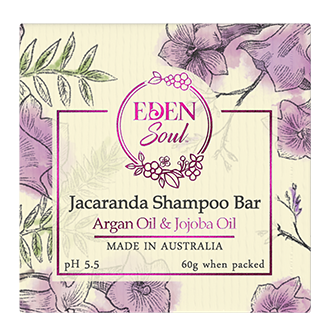 EDEN
Soul
Jacaranda Shampoo Bar
Argan Oil & Jojoba Oil
MADE IN AUSTRALIA
pH 5.5 60g when packed